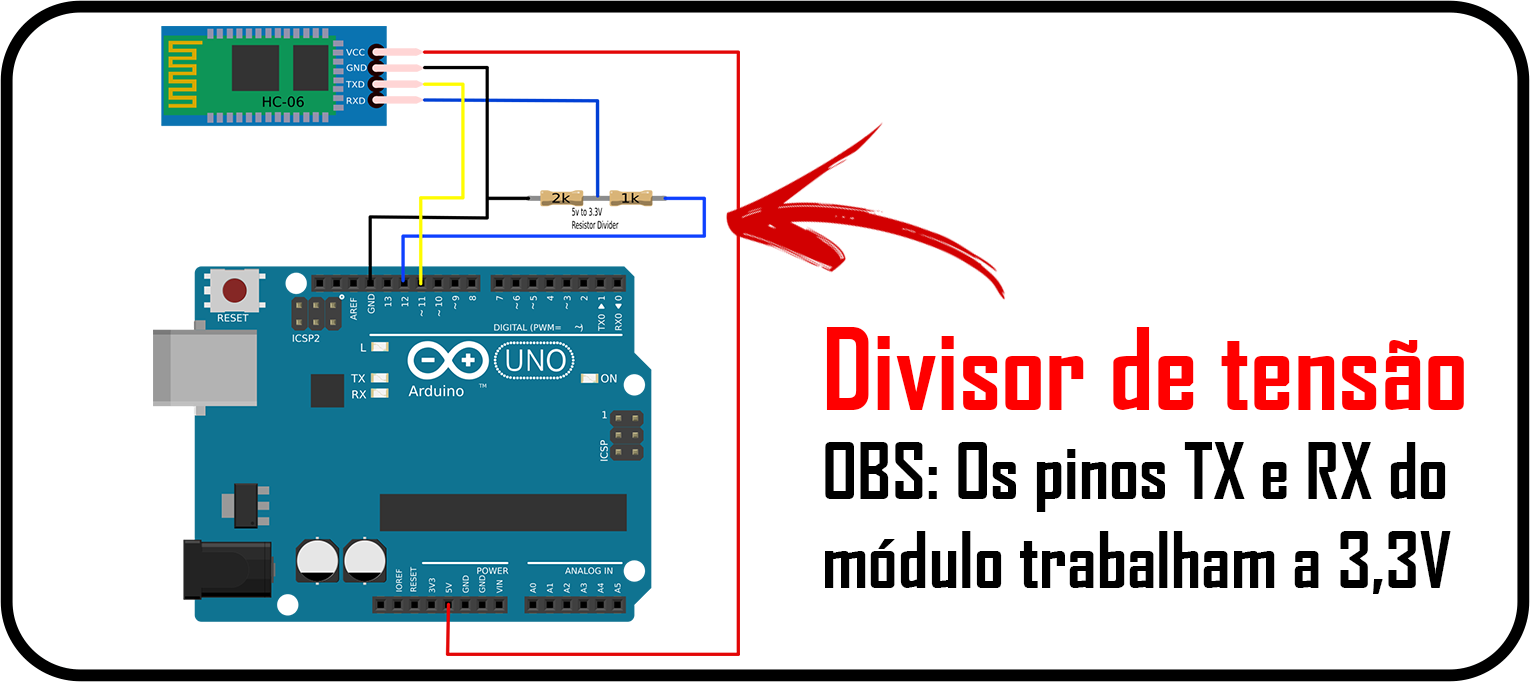 VCC
GND
TXD
RXD
HC-06
2k
1k
5v to 3.3V
Resistor Divider
RESET
ICSP2
AREF
GND
13
12
~11
~10
~9
8
7
~6
~5
4
~3
2
TX0 ▶ 1
RX0 ◀ 0
DIGITAL (PWM=
L
TX
RX
Arduino
TM
UNO
ON
1
ICSP
IOREF
RESET
3V3
5V
GND
GND
VIN
POWER
ANALOG IN
A0
A1
A2
A3
A4
A5
Divisor de tensão
OBS: Os pinos TX e RX do
módulo trabalham a 3,3V